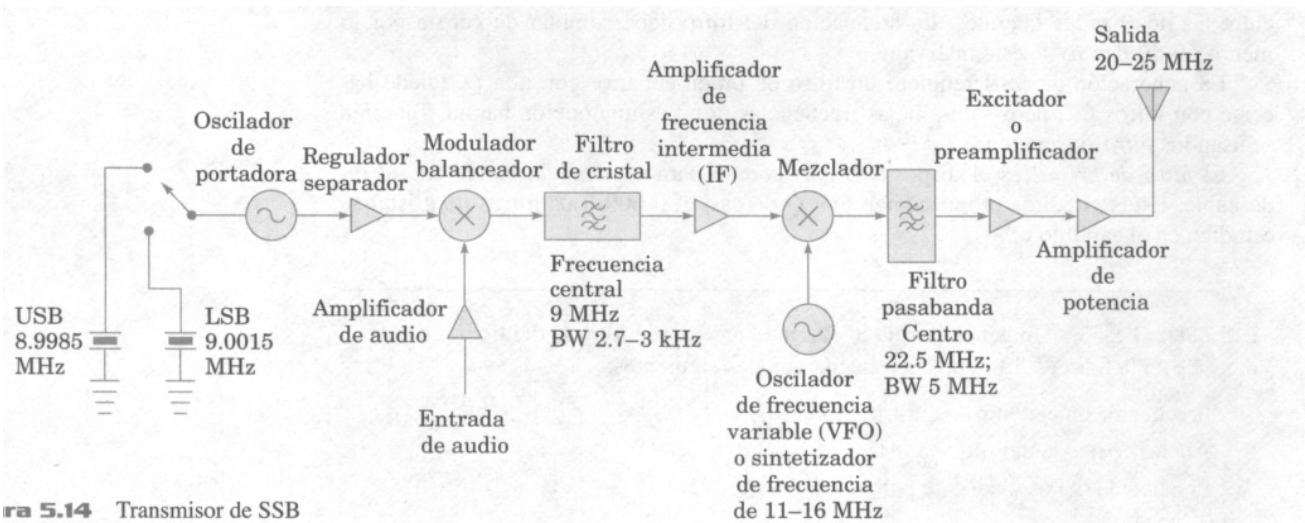 Salida
20–25 MHz
Amplificador
de
frecuencia
intermedia
(IF)
Excitador
o
preamplificador
Oscilador
de
portadora
Regulador
separador
Modulador
balanceador
Filtro
de cristal
Mezclador
Amplificador
de
potencia
Frecuencia
central
9 MHz
BW 2.7–3 kHz
Filtro
pasabanda
Centro
22.5 MHz;
BW 5 MHz
USB
8.9985
MHz
LSB
9.0015
MHz
Amplificador
de audio
Entrada
de audio
Oscilador
de frecuencia
variable (VFO)
o sintetizador
de frecuencia
de 11–16 MHz
ra 5.14 Transmisor de SSB